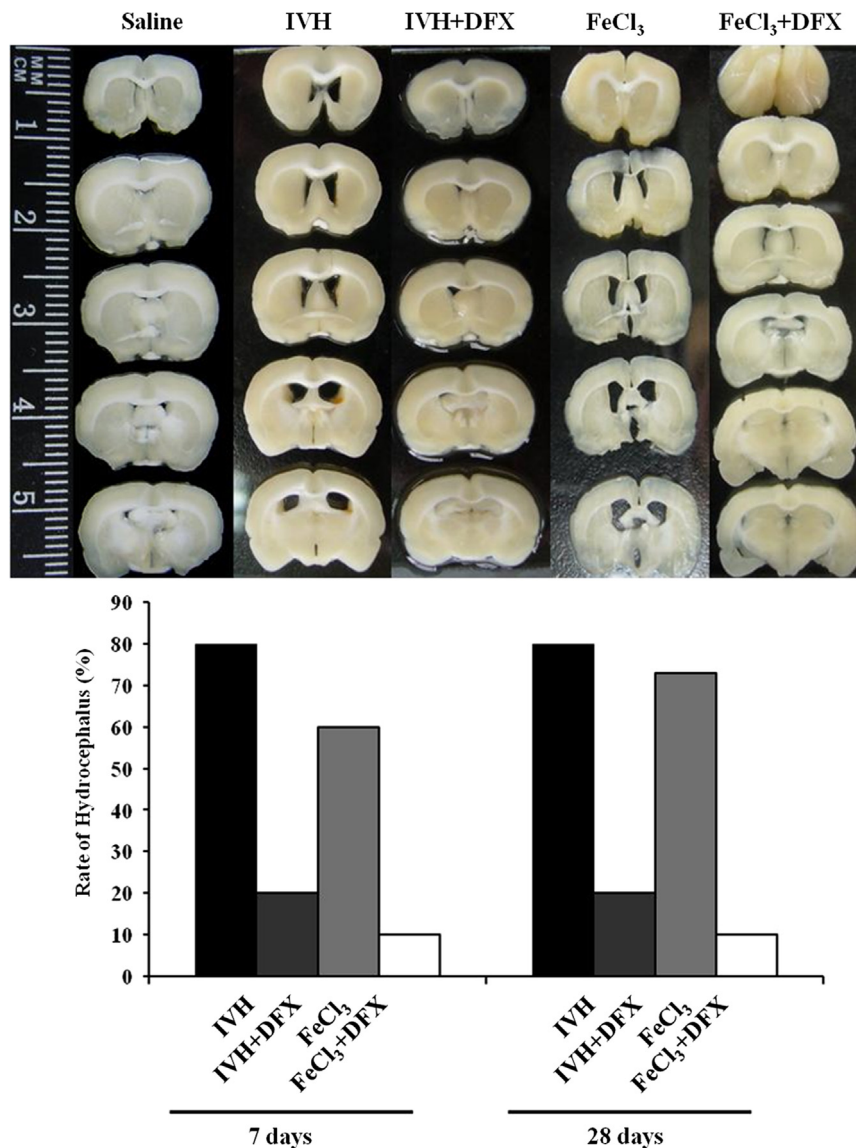 Saline IVH IVH+DFX FeCl₃ FeCl₃+DFX
MM
CM
1
2
3
4
5
90
80
70
60
50
40
30
20
10
0
Rate of Hydrocephalus (%)
IVH
IVH+DFX
FeCl₃
FeCl₃+DFX
IVH
IVH+DFX
FeCl₃
FeCl₃+DFX
7 days 28 days